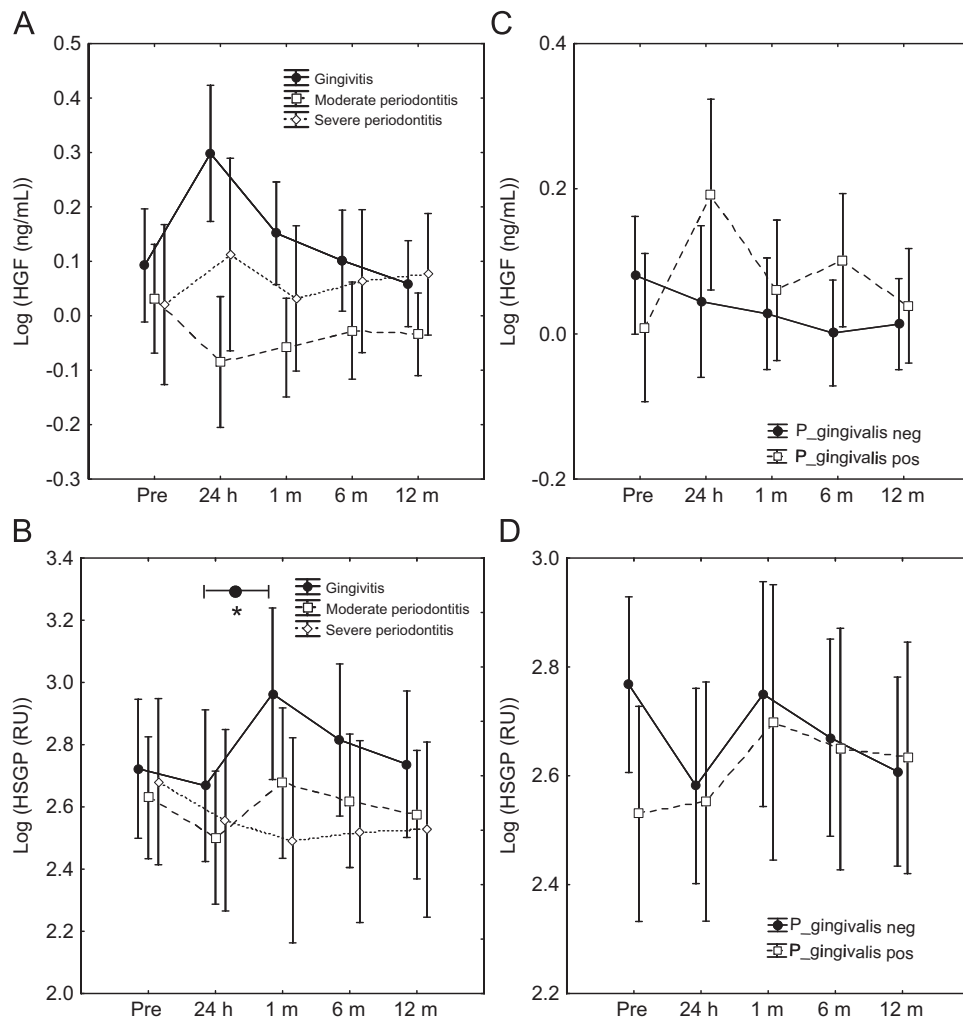 A
Log (HGF (ng/mL))
0.5
0.4
0.3
0.2
0.1
0.0
-0.1
-0.2
-0.3
Gingivitis
Moderate periodontitis
Severe periodontitis
Pre 24 h 1 m 6 m 12 m
C
Log (HGF (ng/mL))
0.4
0.2
0.0
-0.2
P_gingivalis neg
P_gingivalis pos
Pre 24 h 1 m 6 m 12 m
B
Log (HSGP (RU))
3.4
3.2
3.0
2.8
2.6
2.4
2.2
2.0
*
Gingivitis
Moderate periodontitis
Severe periodontitis
Pre 24 h 1 m 6 m 12 m
D
Log (HSGP (RU))
3.0
2.8
2.6
2.4
2.2
P_gingivalis neg
P_gingivalis pos
Pre 24 h 1 m 6 m 12 m